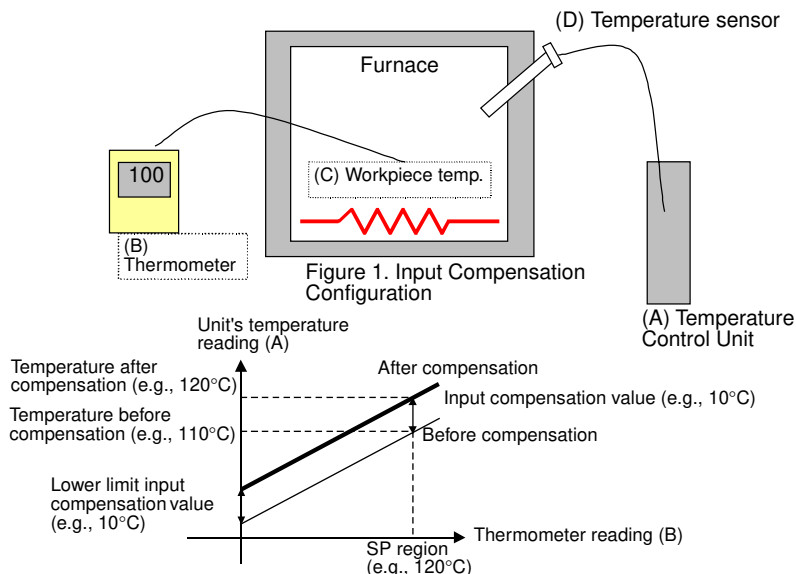 (D) Temperature sensor
Furnace
100
(C) Workpiece temp.
(B)
Thermometer
Figure 1. Input Compensation
Configuration
(A) Temperature
Control Unit
Unit's temperature
reading (A)
Temperature after
compensation (e.g., 120°C)
After compensation
Input compensation value (e.g., 10°C)
Temperature before
compensation (e.g., 110°C)
Before compensation
Lower limit input
compensation value
(e.g., 10°C)
Thermometer reading (B)
SP region
(e.g., 120°C)